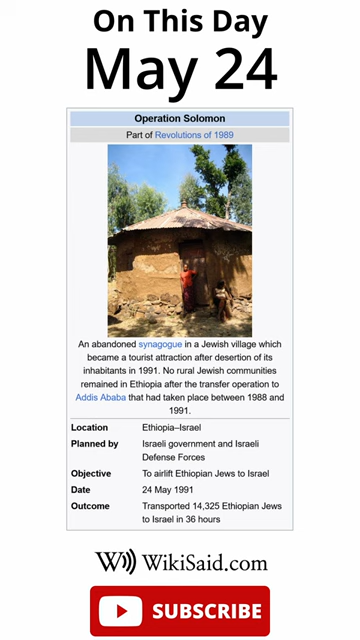 On This Day
May 24
Operation Solomon
Part of Revolutions of 1989
An abandoned synagogue in a Jewish village which
became a tourist attraction after desertion of its
inhabitants in 1991. No rural Jewish communities
remained in Ethiopia after the transfer operation to
Addis Ababa that had taken place between 1988 and
1991.
Location Ethiopia–Israel
Planned by Israeli government and Israeli
Defense Forces
Objective To airlift Ethiopian Jews to Israel
Date 24 May 1991
Outcome Transported 14,325 Ethiopian Jews
to Israel in 36 hours
W)) WikiSaid.com
SUBSCRIBE